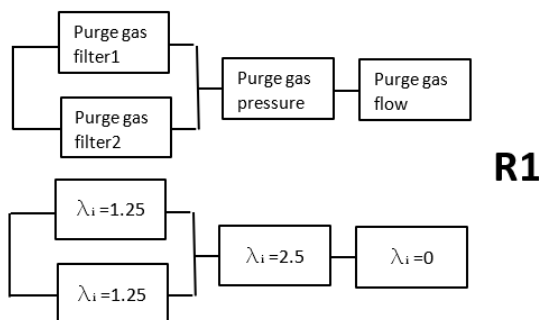 Purge gas
filter1
Purge gas
filter2
Purge gas
pressure
Purge gas
flow
R1
λi =1.25
λi =1.25
λi =2.5
λi =0